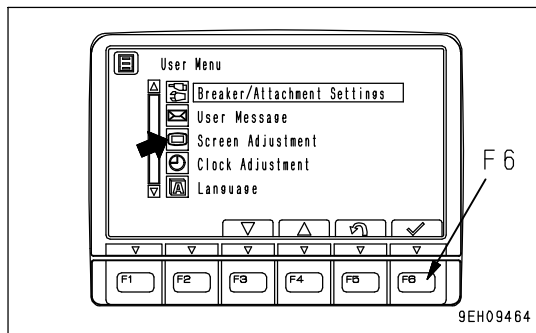 User Menu
Breaker/Attachment Settings
User Message
Screen Adjustment
Clock Adjustment
A Language
F6
F1 F2 F3 F4 F5 F6
9EH09464